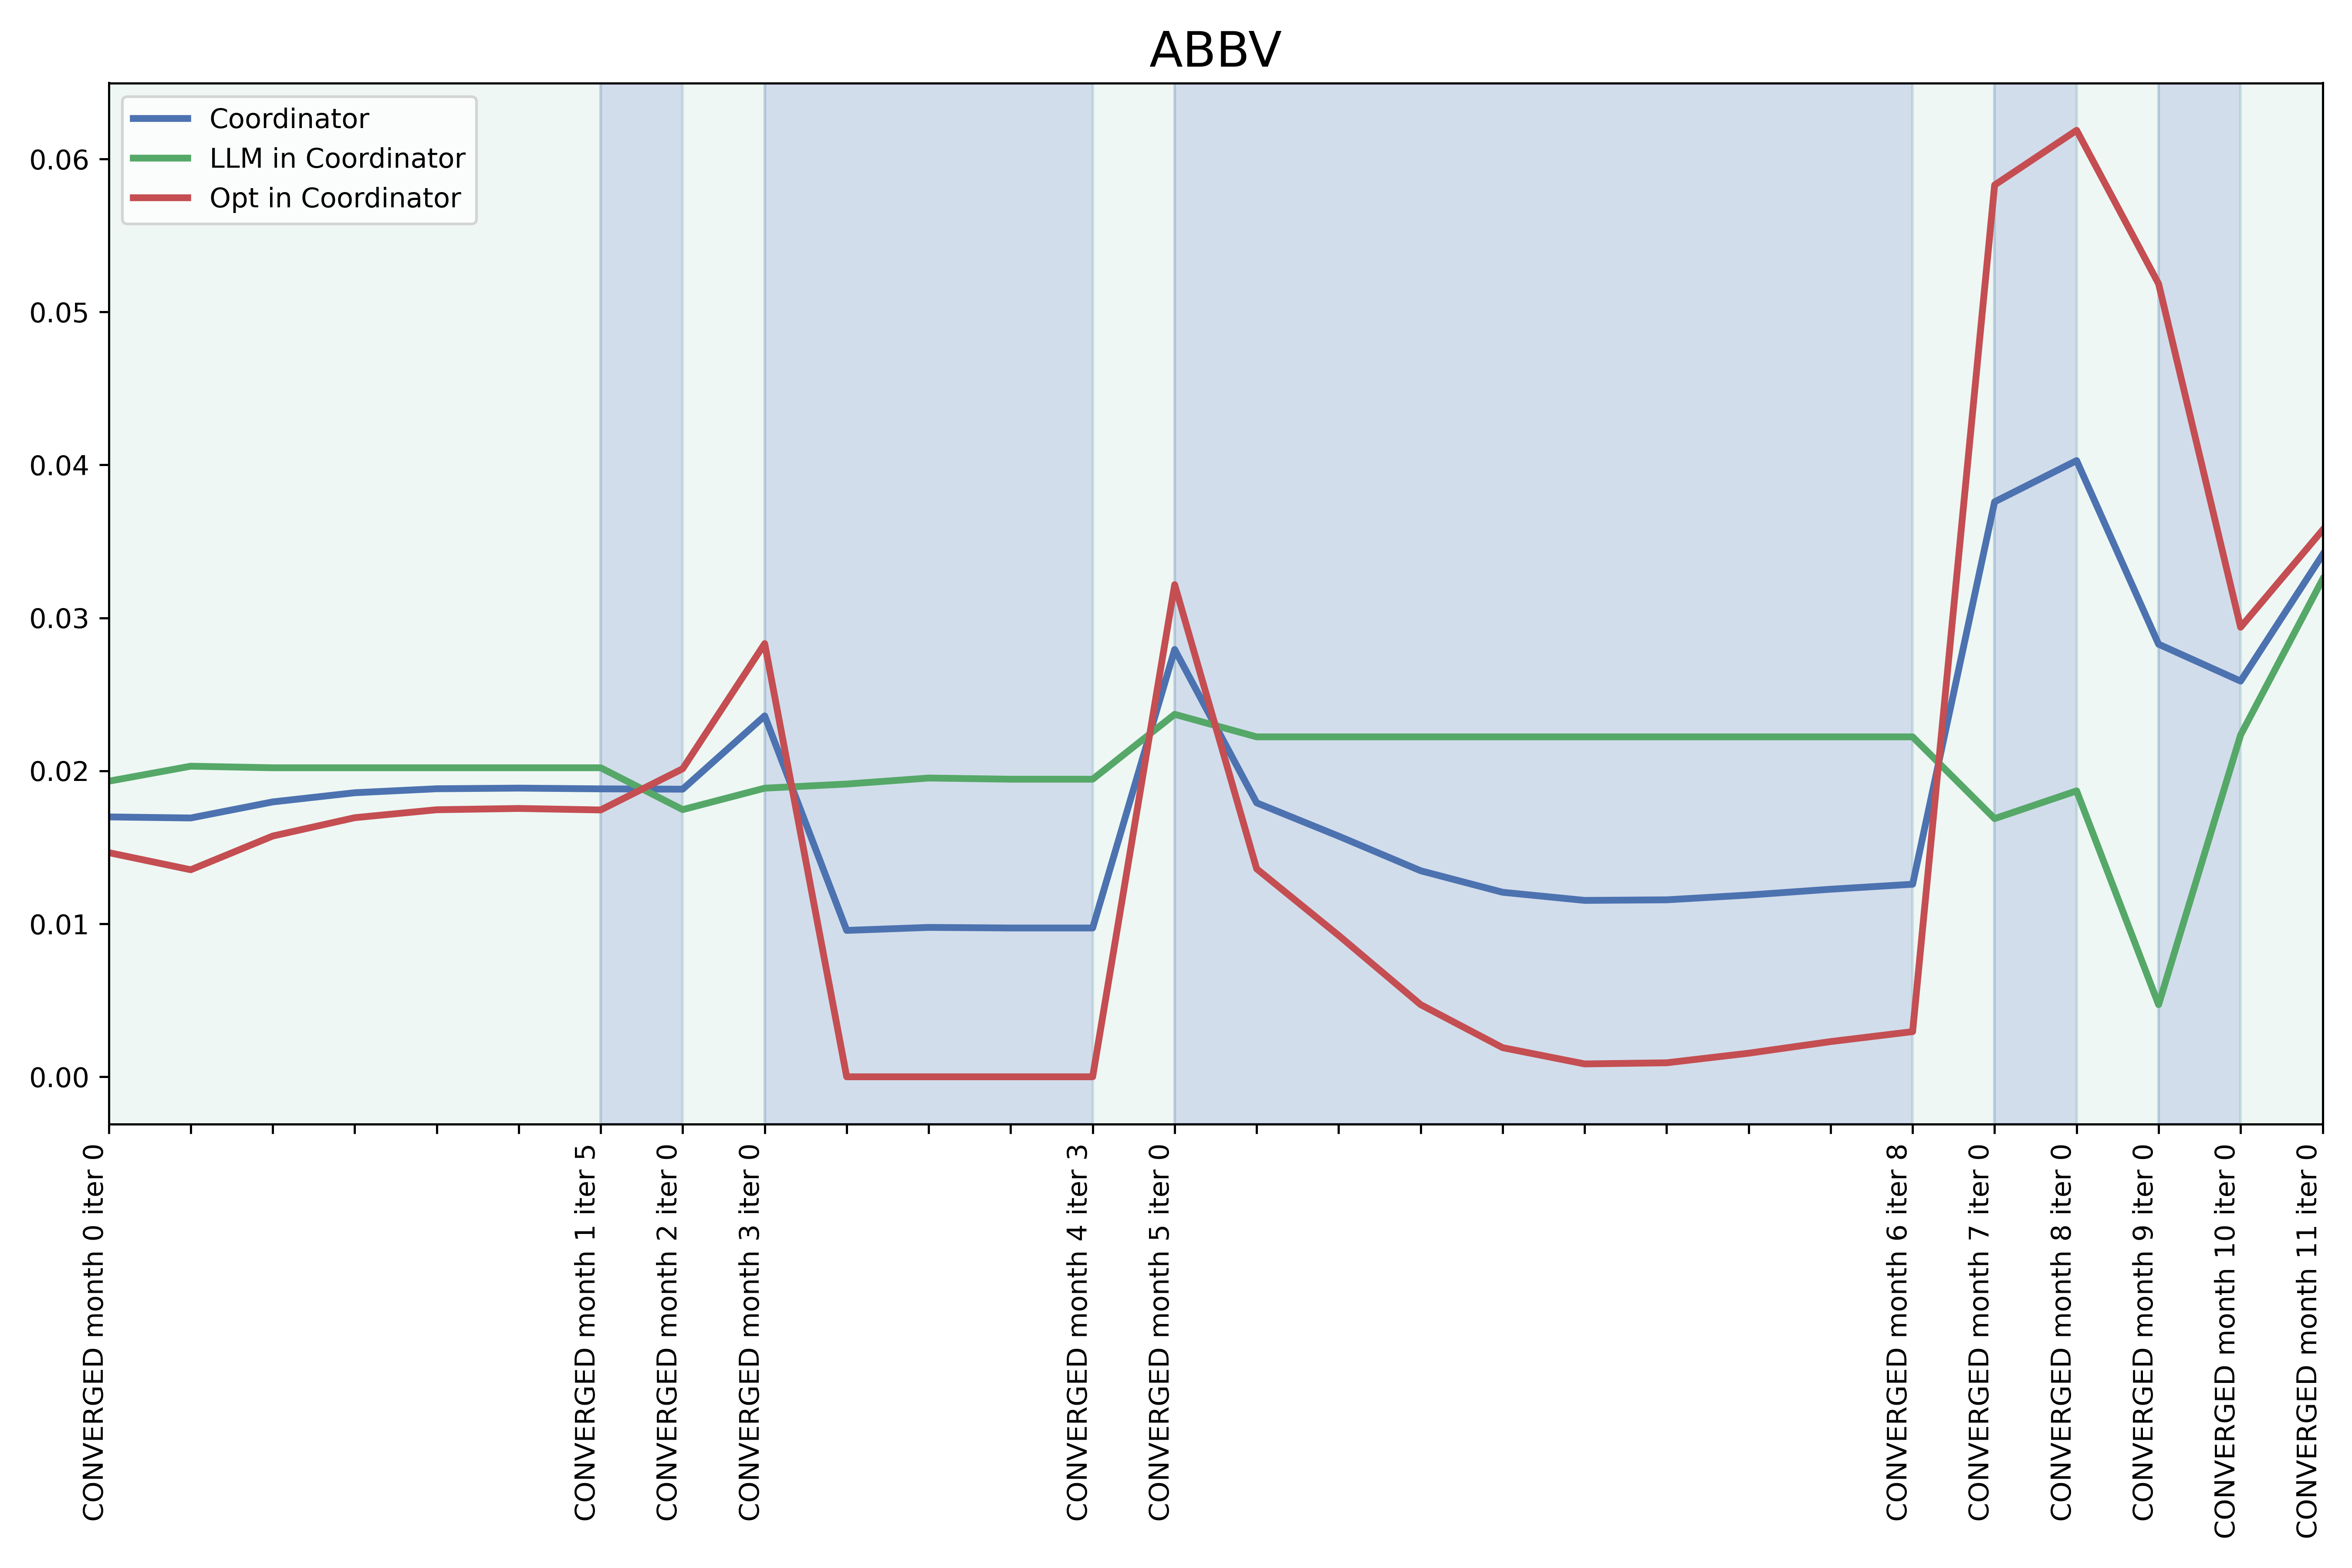 ABBV
Coordinator
LLM in Coordinator
Opt in Coordinator
0.06
0.05
0.04
0.03
0.02
0.01
0.00
CONVERGED month 0 iter 0
CONVERGED month 1 iter 5
CONVERGED month 2 iter 0
CONVERGED month 3 iter 0
CONVERGED month 4 iter 3
CONVERGED month 5 iter 0
CONVERGED month 6 iter 8
CONVERGED month 7 iter 0
CONVERGED month 8 iter 0
CONVERGED month 9 iter 0
CONVERGED month 10 iter 0
CONVERGED month 11 iter 0